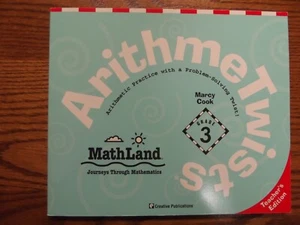 ArithmeTwists
Arithmetic Practice with a Problem-Solving Twist!
Marcy
Cook
GRADE
3
MathLand
Journeys Through Mathematics
Creative Publications
Teacher's
Edition